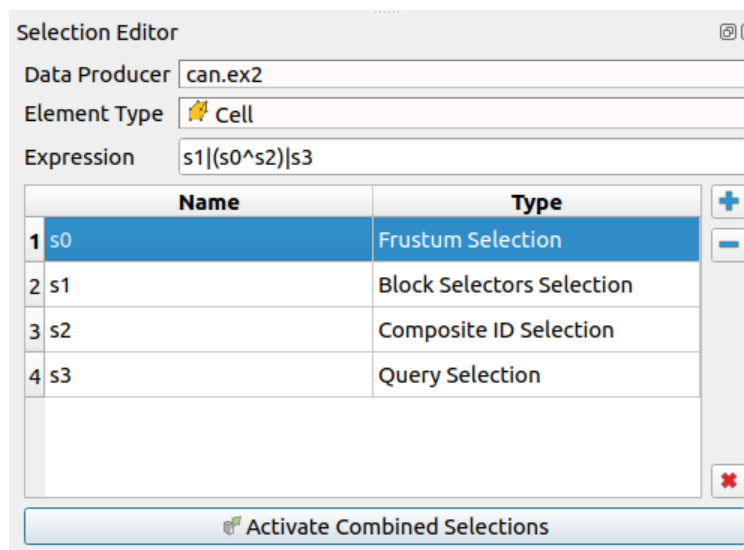 Selection Editor
Data Producer can.ex2
Element Type Cell
Expression s1|(s0^s2)|s3
Name Type
1 s0 Frustum Selection
2 s1 Block Selectors Selection
3 s2 Composite ID Selection
4 s3 Query Selection
Activate Combined Selections